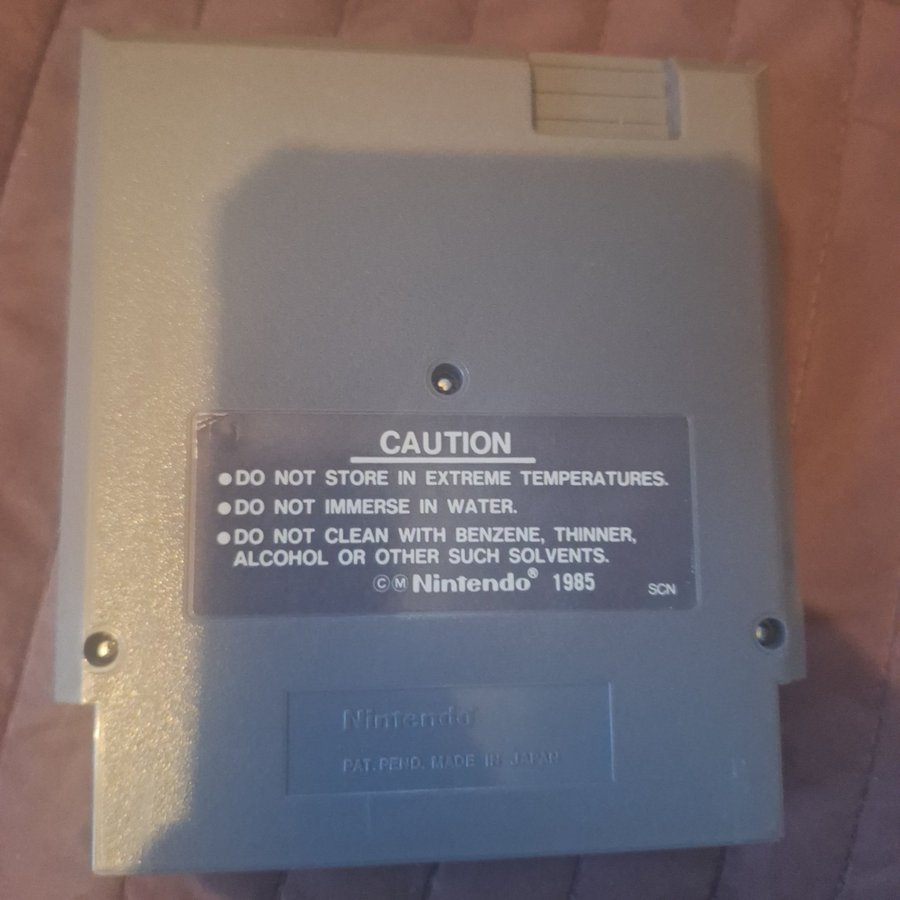 CAUTION
●DO NOT STORE IN EXTREME TEMPERATURES.
●DO NOT IMMERSE IN WATER.
●DO NOT CLEAN WITH BENZENE, THINNER,
ALCOHOL OR OTHER SUCH SOLVENTS.
ⒸⓂNintendo® 1985
SCN
Nintendo
PAT. PEND. MADE IN JAPAN